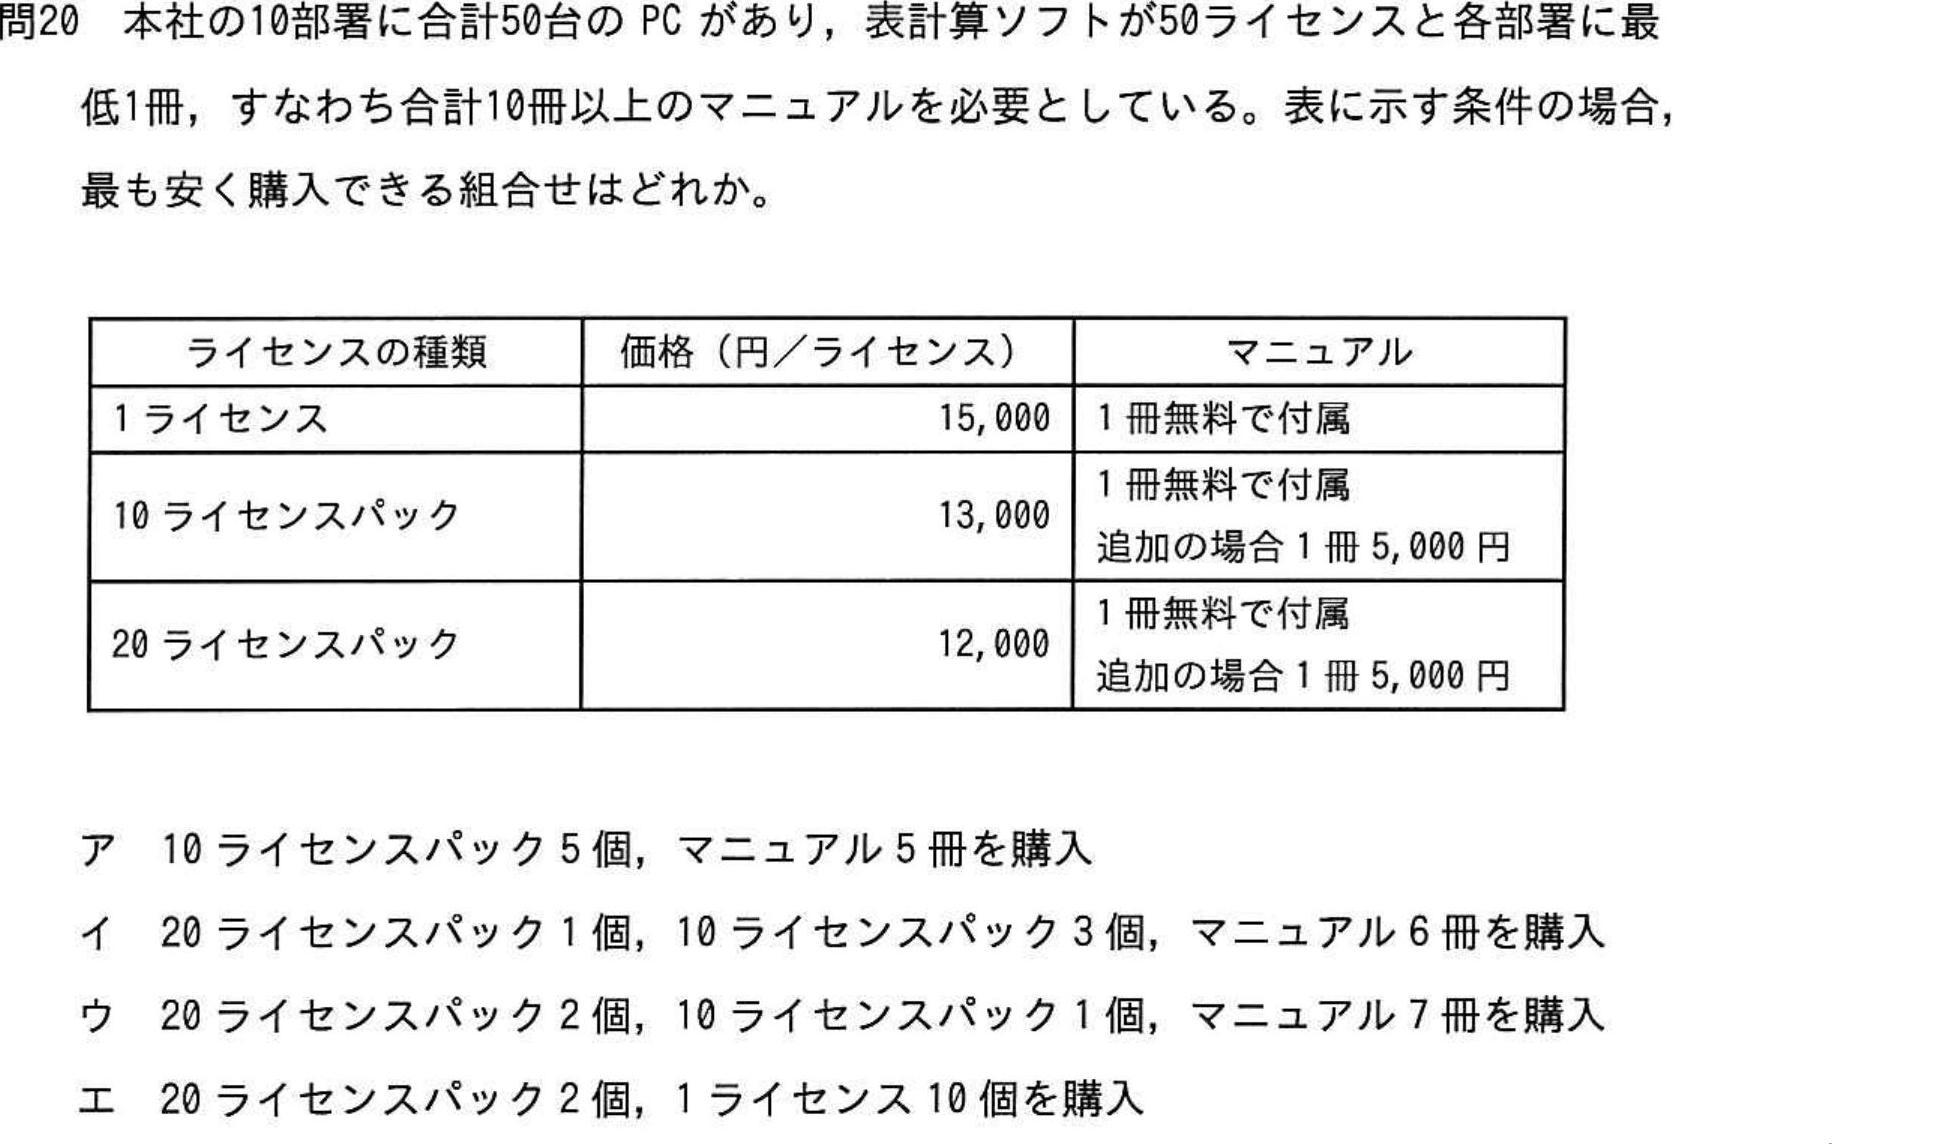 問20　本社の10部署に合計50台の PC があり，表計算ソフトが50ライセンスと各部署に最
低1冊，すなわち合計10冊以上のマニュアルを必要としている。表に示す条件の場合，
最も安く購入できる組合せはどれか。
ライセンスの種類　価格（円／ライセンス）　マニュアル
1 ライセンス　15,000　1 冊無料で付属
10 ライセンスパック　13,000　1 冊無料で付属
追加の場合 1 冊 5,000 円
20 ライセンスパック　12,000　1 冊無料で付属
追加の場合 1 冊 5,000 円
ア　10 ライセンスパック 5 個，マニュアル 5 冊を購入
イ　20 ライセンスパック 1 個，10 ライセンスパック 3 個，マニュアル 6 冊を購入
ウ　20 ライセンスパック 2 個，10 ライセンスパック 1 個，マニュアル 7 冊を購入
エ　20 ライセンスパック 2 個，1 ライセンス 10 個を購入